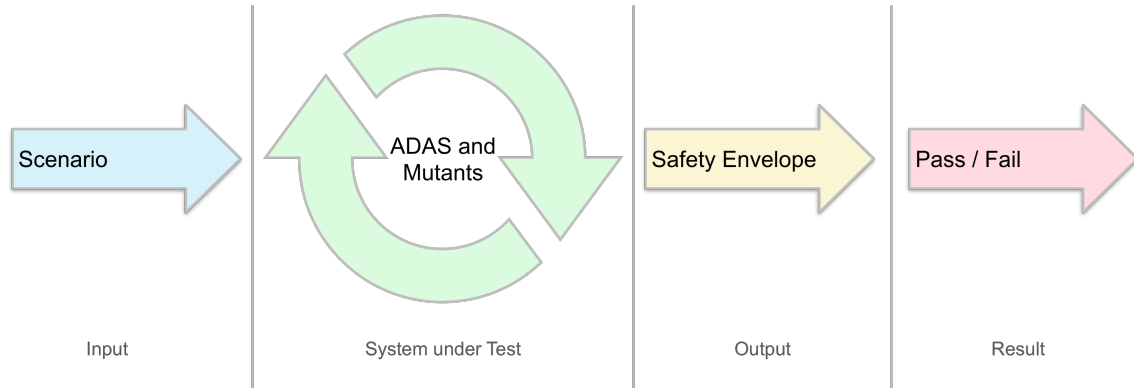 Scenario
ADAS and
Mutants
Safety Envelope
Pass / Fail
Input
System under Test
Output
Result